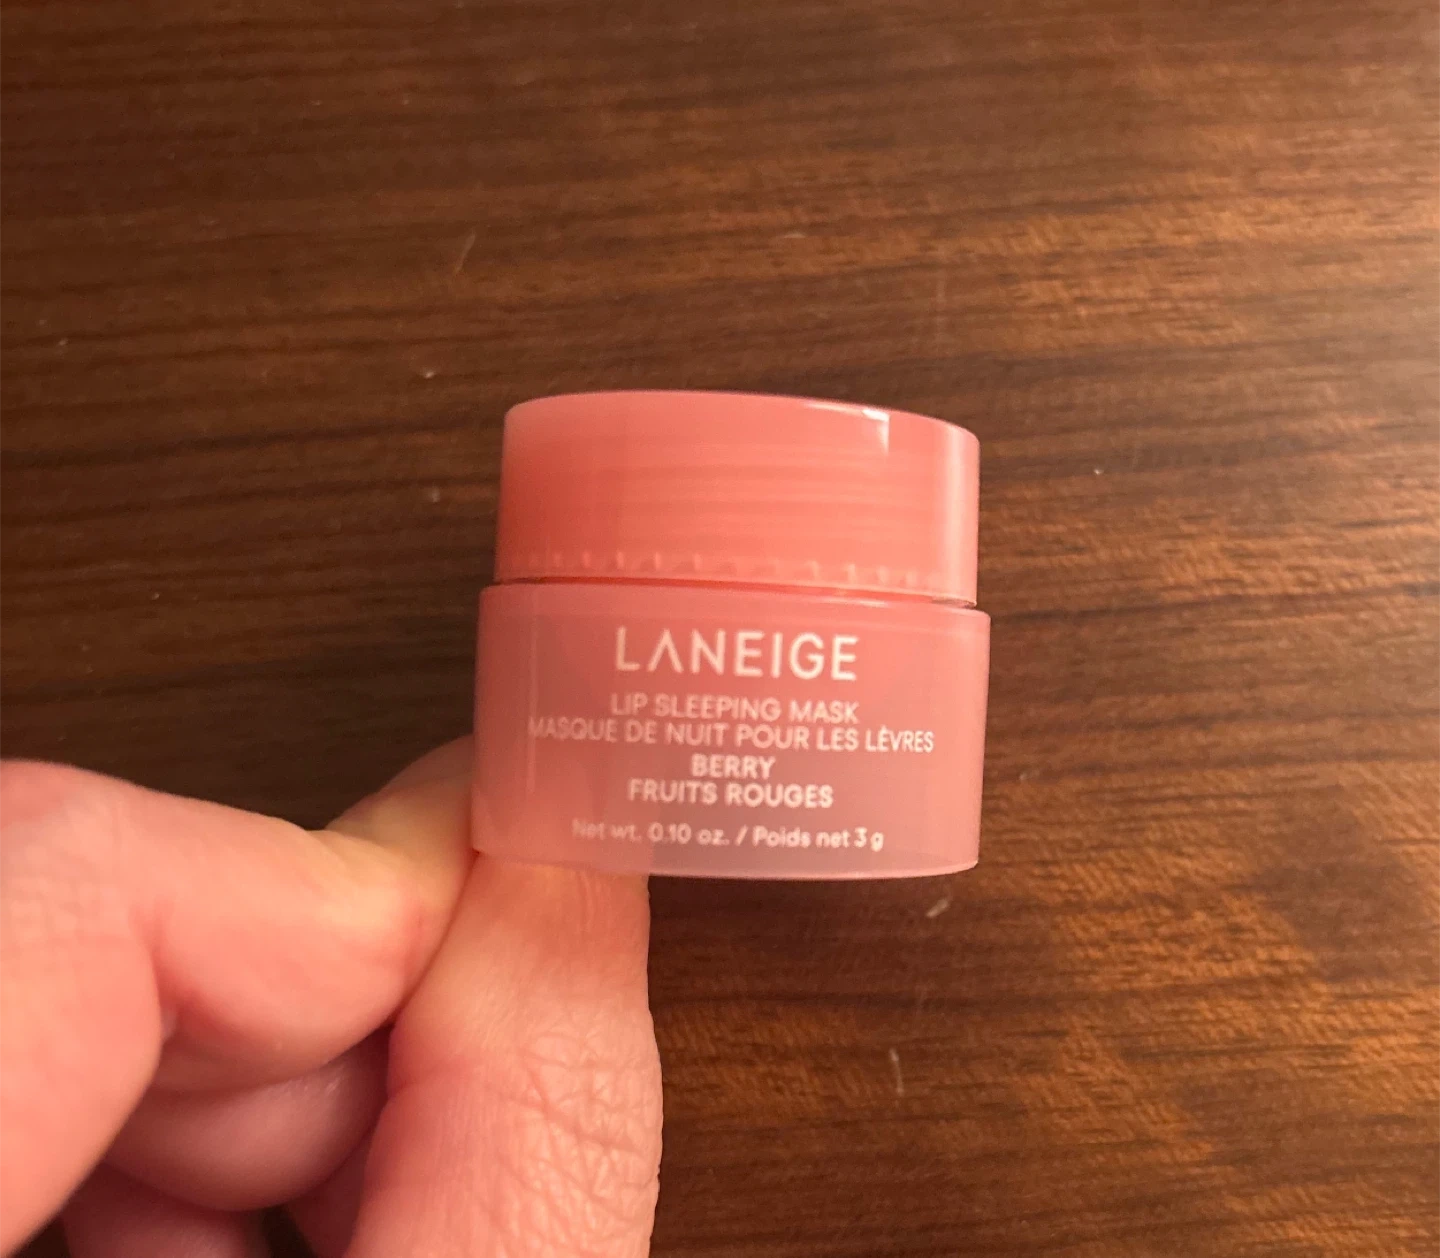 LANEIGE
LIP SLEEPING MASK
MASQUE DE NUIT POUR LES LÈVRES
BERRY
FRUITS ROUGES
Net wt. 0.10 oz. / Poids net 3 g